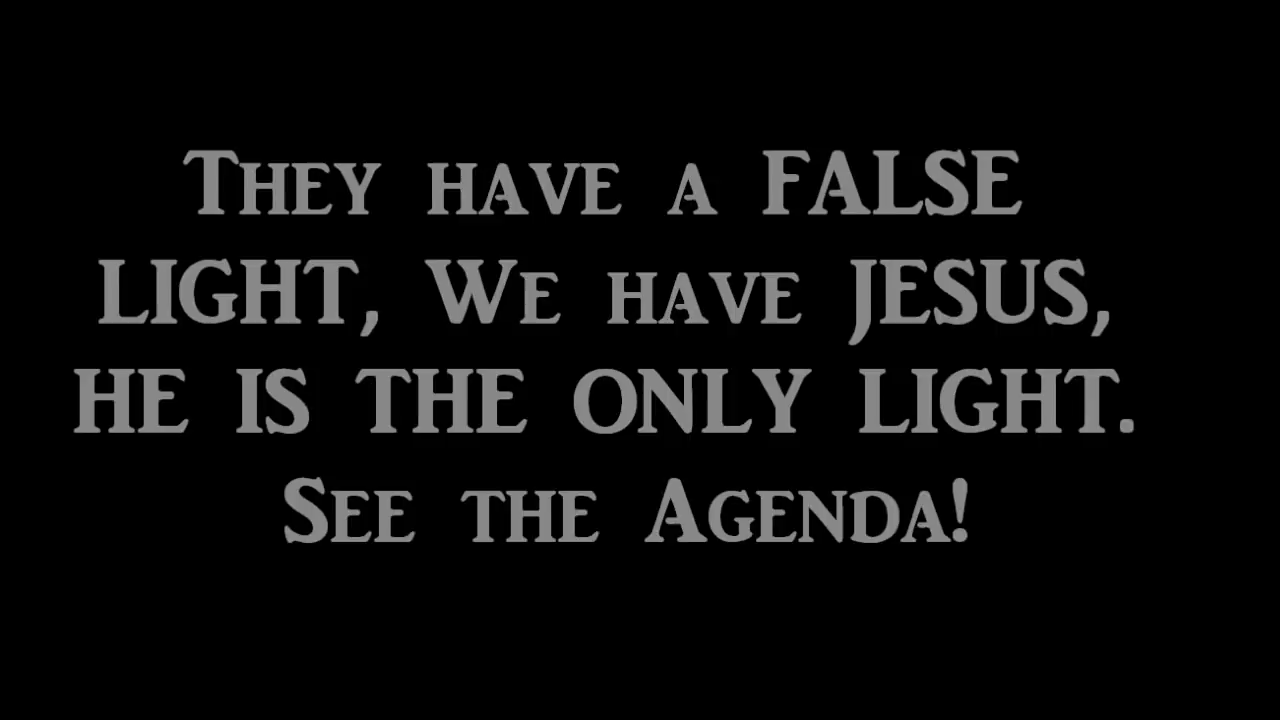 They have a FALSE
LIGHT, We have JESUS,
HE IS THE ONLY LIGHT.
See the Agenda!